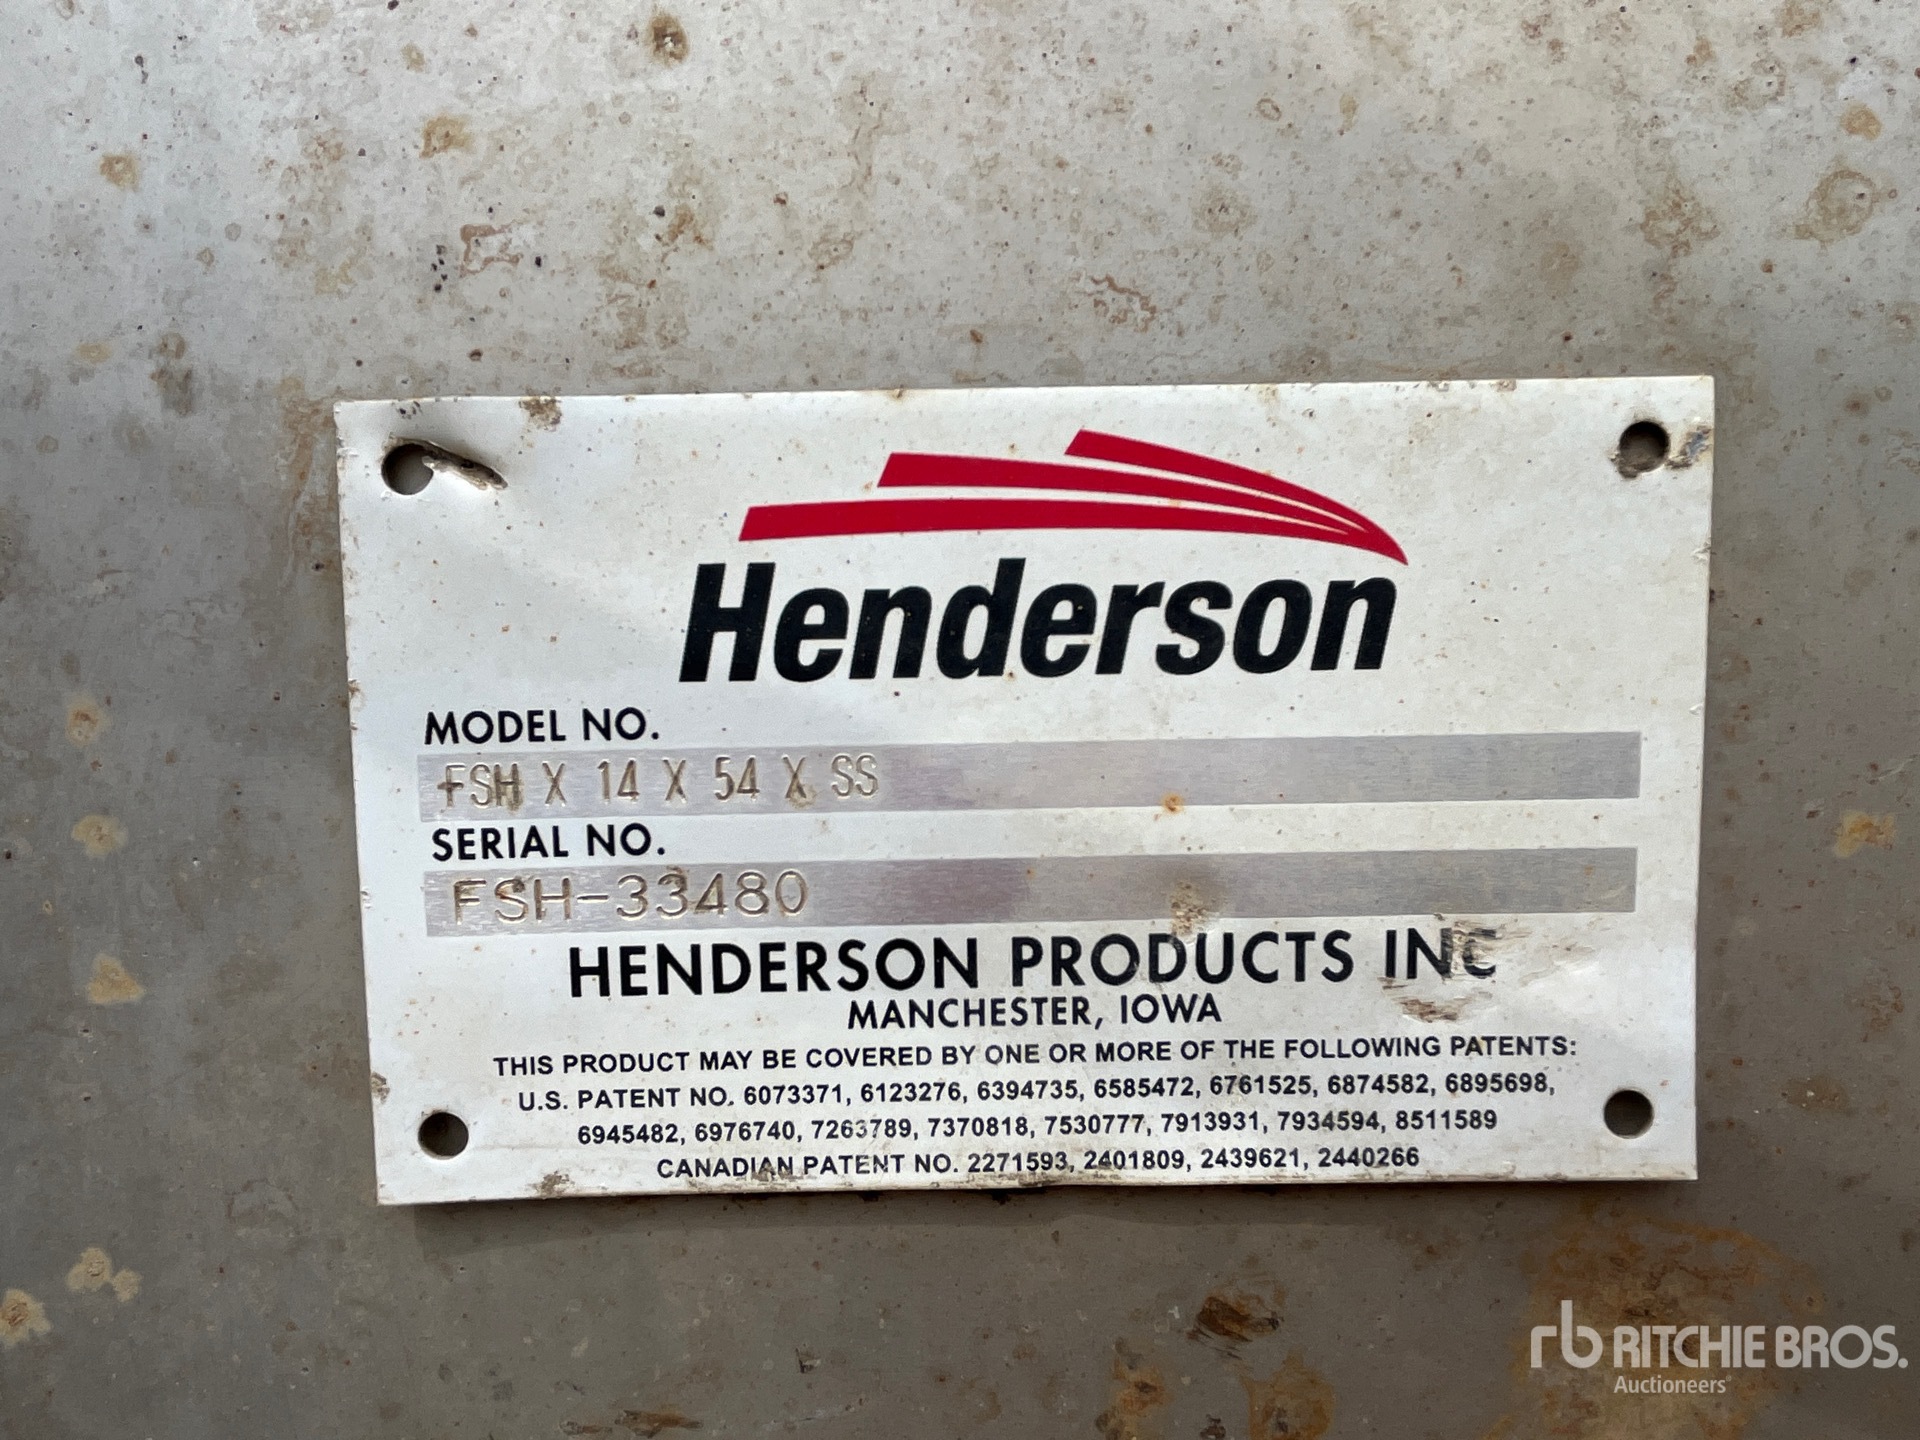 Henderson
MODEL NO.
FSH X 14 X 54 X SS
SERIAL NO.
FSH-33480
HENDERSON PRODUCTS INC
MANCHESTER, IOWA
THIS PRODUCT MAY BE COVERED BY ONE OR MORE OF THE FOLLOWING PATENTS:
U.S. PATENT NO. 6073371, 6123276, 6394735, 6585472, 6761525, 6874582, 6895698,
6945482, 6976740, 7263789, 7370818, 7530777, 7913931, 7934594, 8511589
CANADIAN PATENT NO. 2271593, 2401809, 2439621, 2440266
rb RITCHIE BROS.
Auctioneers